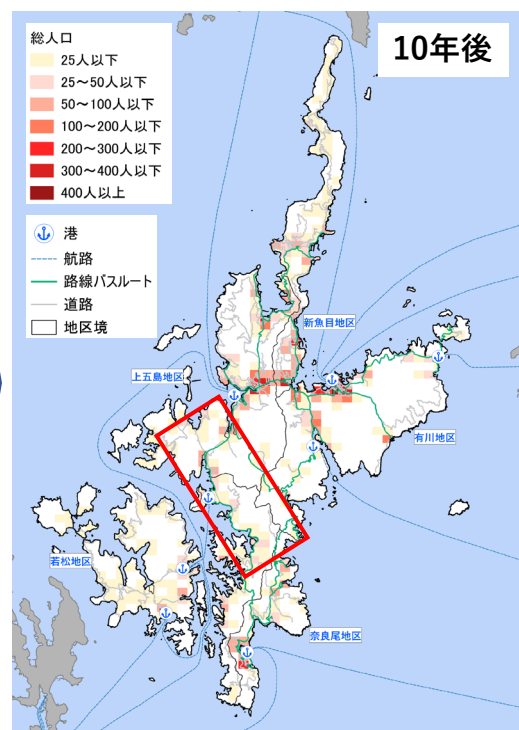 10年後
総人口
25人以下
25～50人以下
50～100人以下
100～200人以下
200～300人以下
300～400人以下
400人以上
港
航路
路線バスルート
道路
地区境
新魚目地区
上五島地区
有川地区
若松地区
奈良尾地区